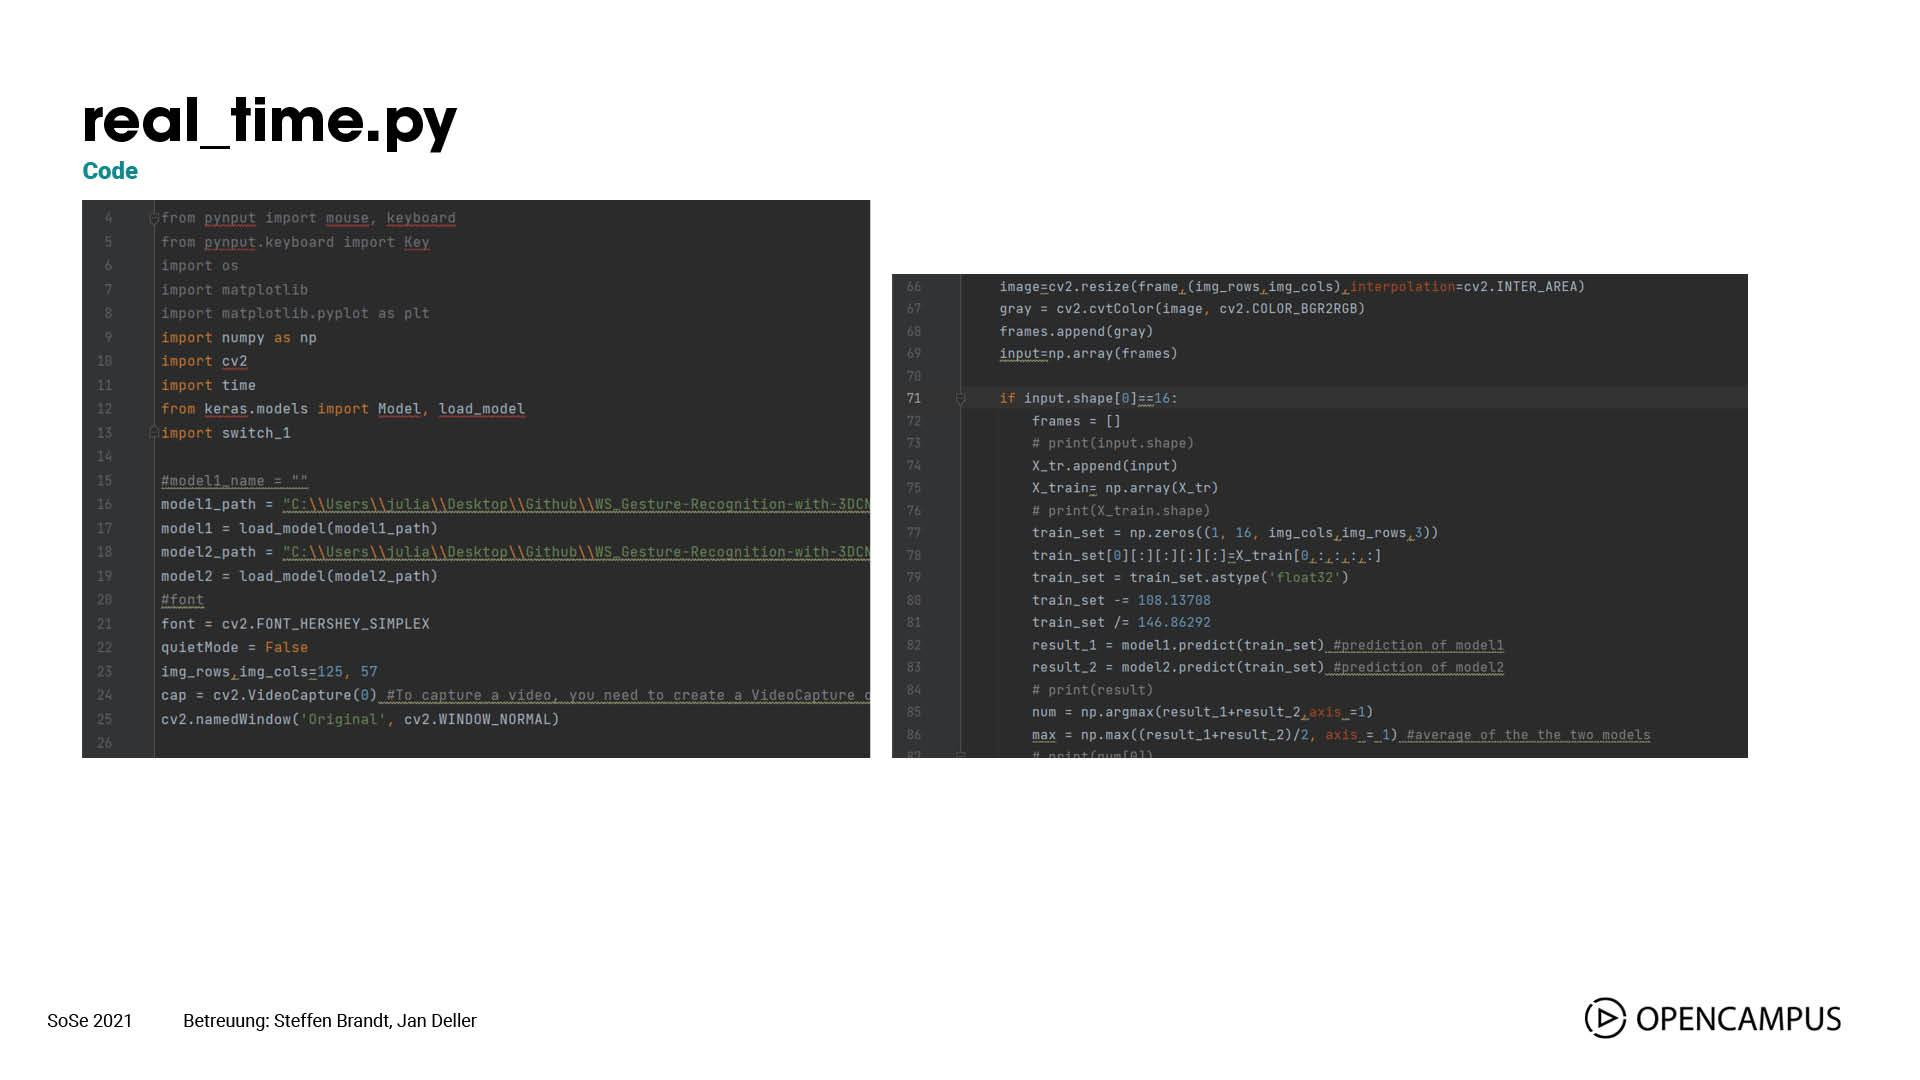 real_time.py
Code
4 from pynput import mouse, keyboard
5 from pynput.keyboard import Key
6 import os
7 import matplotlib
8 import matplotlib.pyplot as plt
9 import numpy as np
10 import cv2
11 import time
12 from keras.models import Model, load_model
13 import switch_1
14
15 #model1_name = ""
16 model1_path = "C:\\Users\\julia\\Desktop\\Github\\WS_Gesture-Recognition-with-3DCN
17 model1 = load_model(model1_path)
18 model2_path = "C:\\Users\\julia\\Desktop\\Github\\WS_Gesture-Recognition-with-3DCN
19 model2 = load_model(model2_path)
20 #font
21 font = cv2.FONT_HERSHEY_SIMPLEX
22 quietMode = False
23 img_rows,img_cols=125, 57
24 cap = cv2.VideoCapture(0) #To capture a video, you need to create a VideoCapture
25 cv2.namedWindow('Original', cv2.WINDOW_NORMAL)
26
66 image=cv2.resize(frame,(img_rows,img_cols),interpolation=cv2.INTER_AREA)
67 gray = cv2.cvtColor(image, cv2.COLOR_BGR2RGB)
68 frames.append(gray)
69 input=np.array(frames)
70
71 if input.shape[0]==16:
72 frames = []
73 # print(input.shape)
74 X_tr.append(input)
75 X_train= np.array(X_tr)
76 # print(X_train.shape)
77 train_set = np.zeros((1, 16, img_cols,img_rows,3))
78 train_set[0][:][:][:][:]=X_train[0,:,:,:,:]
79 train_set = train_set.astype('float32')
80 train_set -= 108.13708
81 train_set /= 146.86292
82 result_1 = model1.predict(train_set) #prediction of model1
83 result_2 = model2.predict(train_set) #prediction of model2
84 # print(result)
85 num = np.argmax(result_1+result_2,axis =1)
86 max = np.max((result_1+result_2)/2, axis = 1) #average of the the two models
87 # print(num[0])
SoSe 2021 Betreuung: Steffen Brandt, Jan Deller
OPENCAMPUS